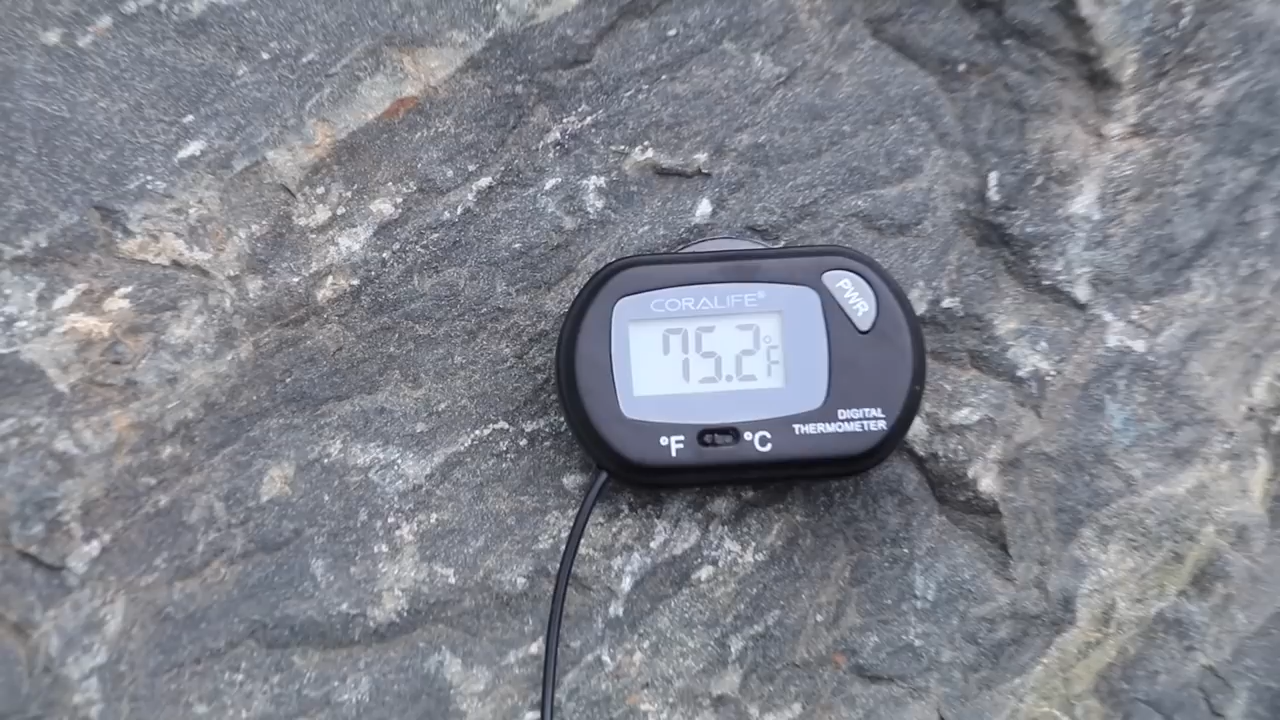 CORALIFE®
PWR
75.2°F
DIGITAL
THERMOMETER
°F °C